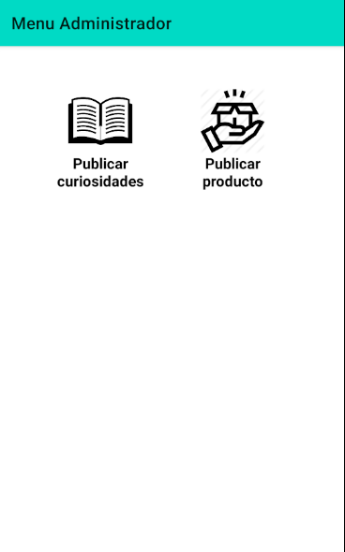 Menu Administrador
Publicar
curiosidades
Publicar
producto